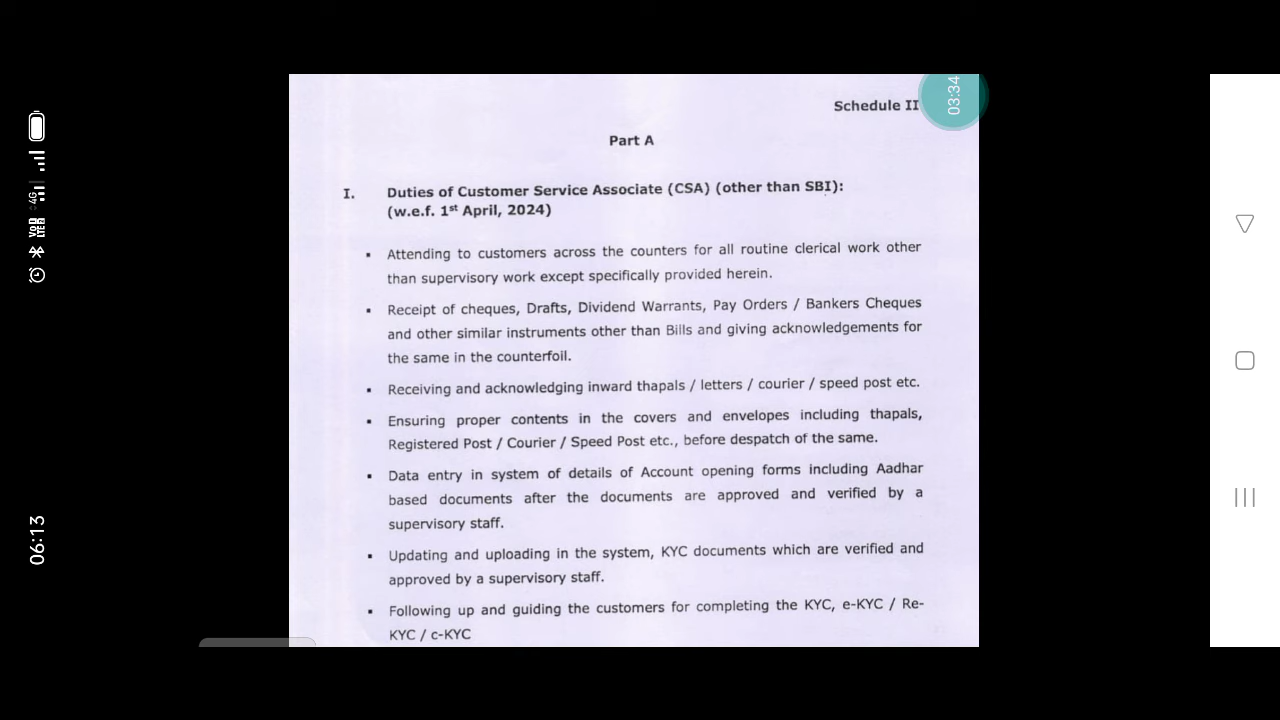 Schedule II
03:34
Part A
I. Duties of Customer Service Associate (CSA) (other than SBI):
(w.e.f. 1st April, 2024)
▪ Attending to customers across the counters for all routine clerical work other
than supervisory work except specifically provided herein.
▪ Receipt of cheques, Drafts, Dividend Warrants, Pay Orders / Bankers Cheques
and other similar instruments other than Bills and giving acknowledgements for
the same in the counterfoil.
▪ Receiving and acknowledging inward thapals / letters / courier / speed post etc.
▪ Ensuring proper contents in the covers and envelopes including thapals,
Registered Post / Courier / Speed Post etc., before despatch of the same.
▪ Data entry in system of details of Account opening forms including Aadhar
based documents after the documents are approved and verified by a
supervisory staff.
▪ Updating and uploading in the system, KYC documents which are verified and
approved by a supervisory staff.
▪ Following up and guiding the customers for completing the KYC, e-KYC / Re-
KYC / c-KYC
06:13
VoD LTE2
4G